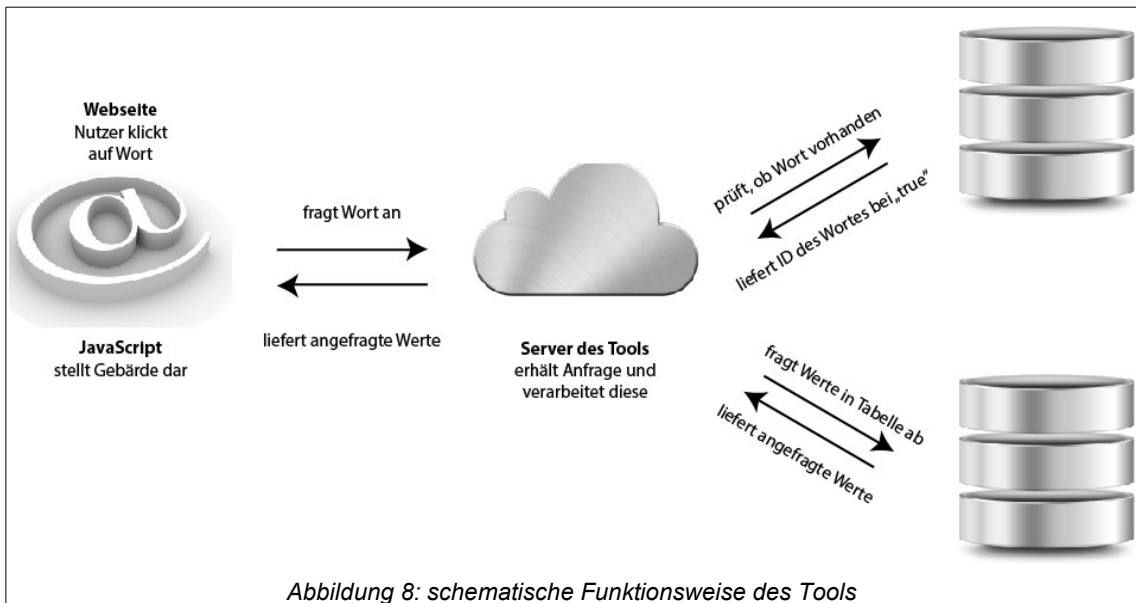 Webseite
Nutzer klickt
auf Wort
JavaScript
stellt Gebärde dar
fragt Wort an
liefert angefragte Werte
Server des Tools
erhält Anfrage und
verarbeitet diese
prüft, ob Wort vorhanden
liefert ID des Wortes bei „true“
fragt Werte in Tabelle ab
liefert angefragte Werte
Abbildung 8: schematische Funktionsweise des Tools